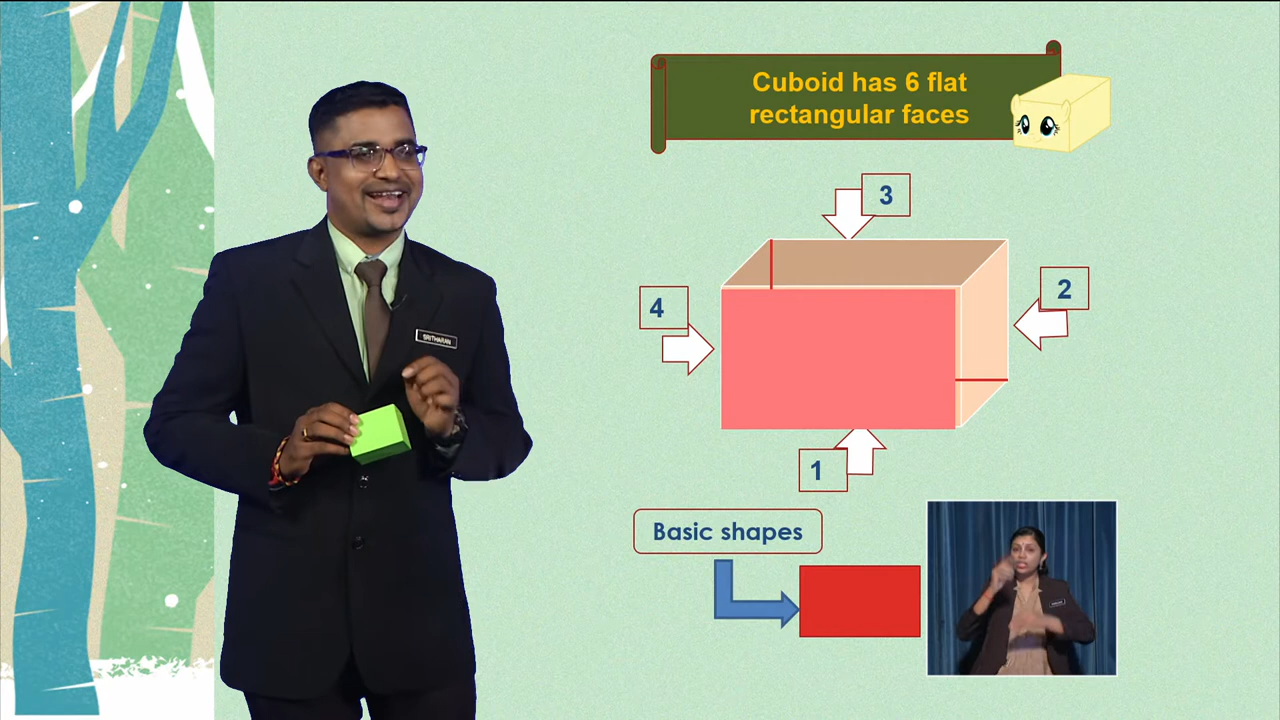 Cuboid has 6 flat
rectangular faces
3
2
4
SRITHARAN
1
Basic shapes